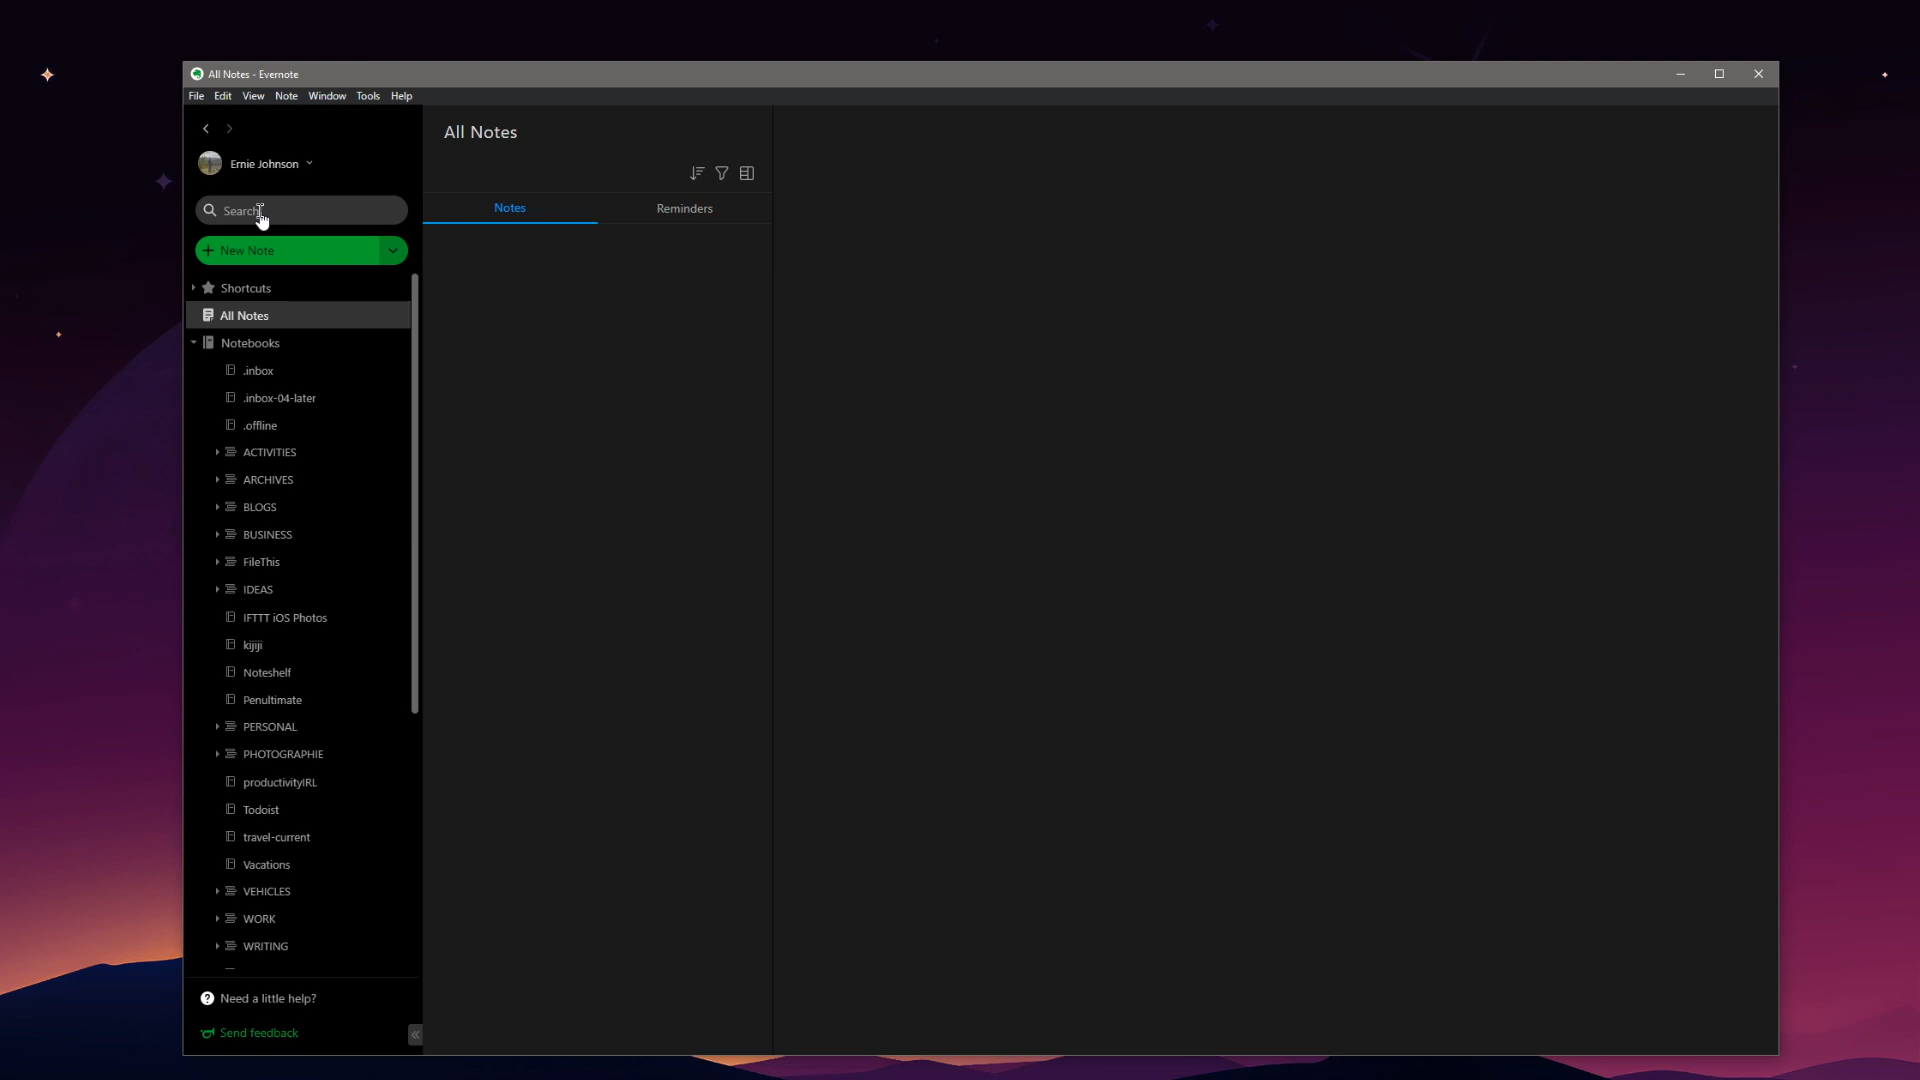 All Notes - Evernote
File Edit View Note Window Tools Help
Ernie Johnson
Search
New Note
Shortcuts
All Notes
Notebooks
.inbox
.inbox-04-later
.offline
ACTIVITIES
ARCHIVES
BLOGS
BUSINESS
FileThis
IDEAS
IFTTT iOS Photos
kijiji
Noteshelf
Penultimate
PERSONAL
PHOTOGRAPHIE
productivityIRL
Todoist
travel-current
Vacations
VEHICLES
WORK
WRITING
Need a little help?
Send feedback
All Notes
Notes Reminders